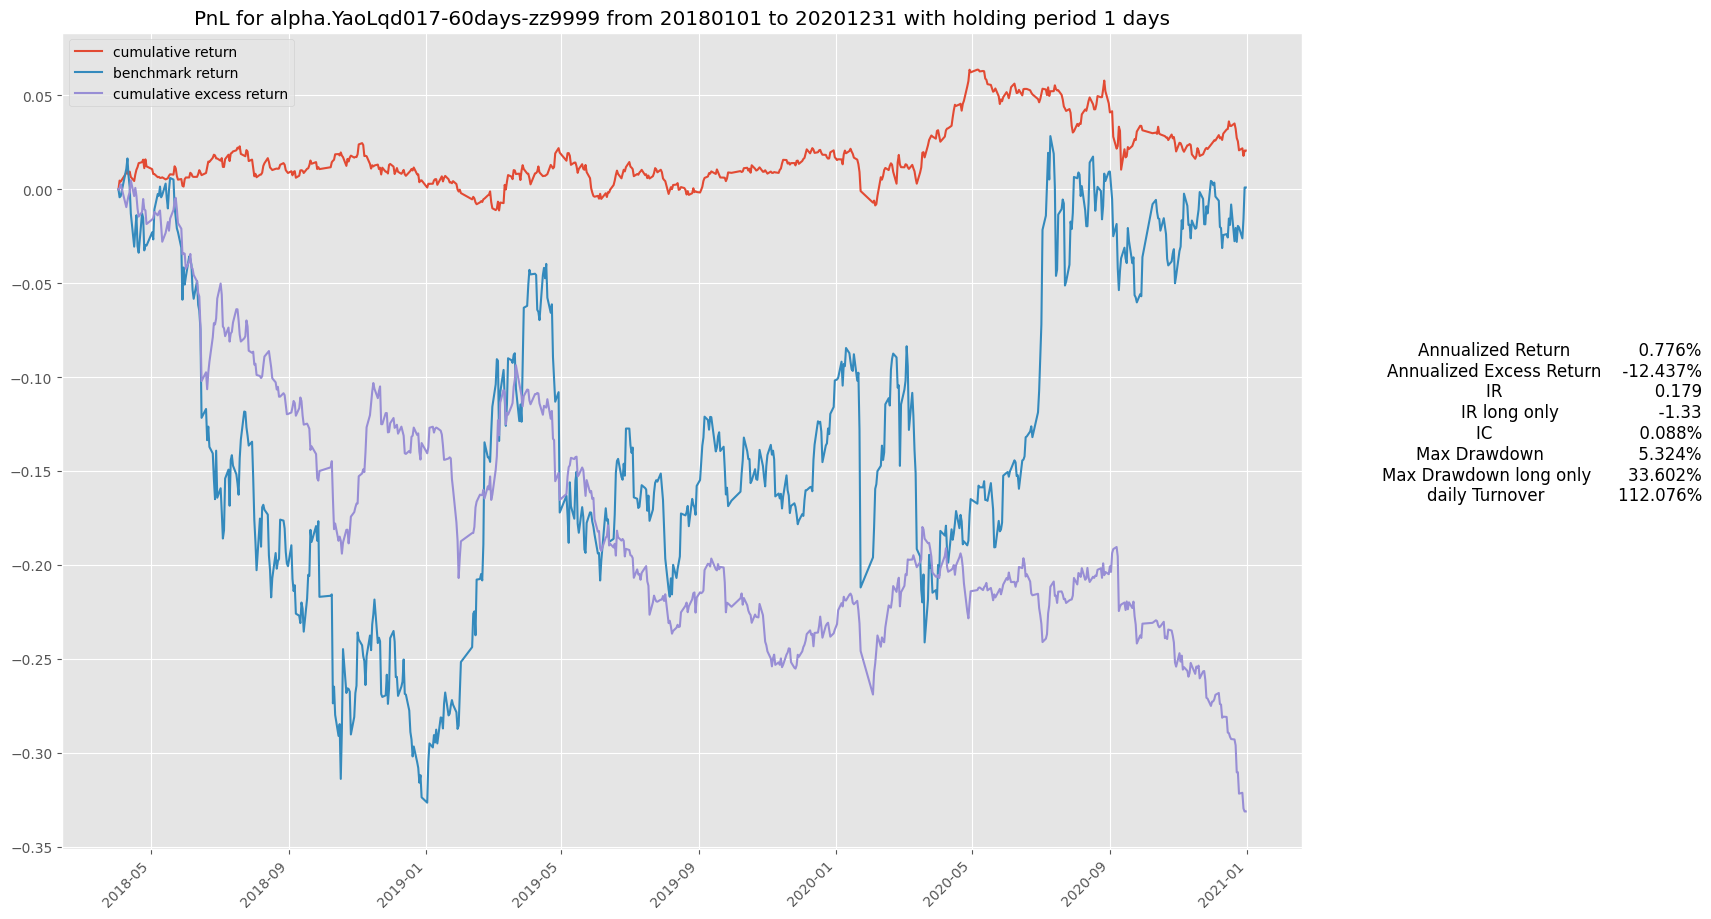 PnL for alpha.YaoLqd017-60days-zz9999 from 20180101 to 20201231 with holding period 1 days
cumulative return
benchmark return
cumulative excess return
0.05
0.00
−0.05
−0.10
−0.15
−0.20
−0.25
−0.30
−0.35
2018-05
2018-09
2019-01
2019-05
2019-09
2020-01
2020-05
2020-09
2021-01
Annualized Return 0.776%
Annualized Excess Return -12.437%
IR 0.179
IR long only -1.33
IC 0.088%
Max Drawdown 5.324%
Max Drawdown long only 33.602%
daily Turnover 112.076%